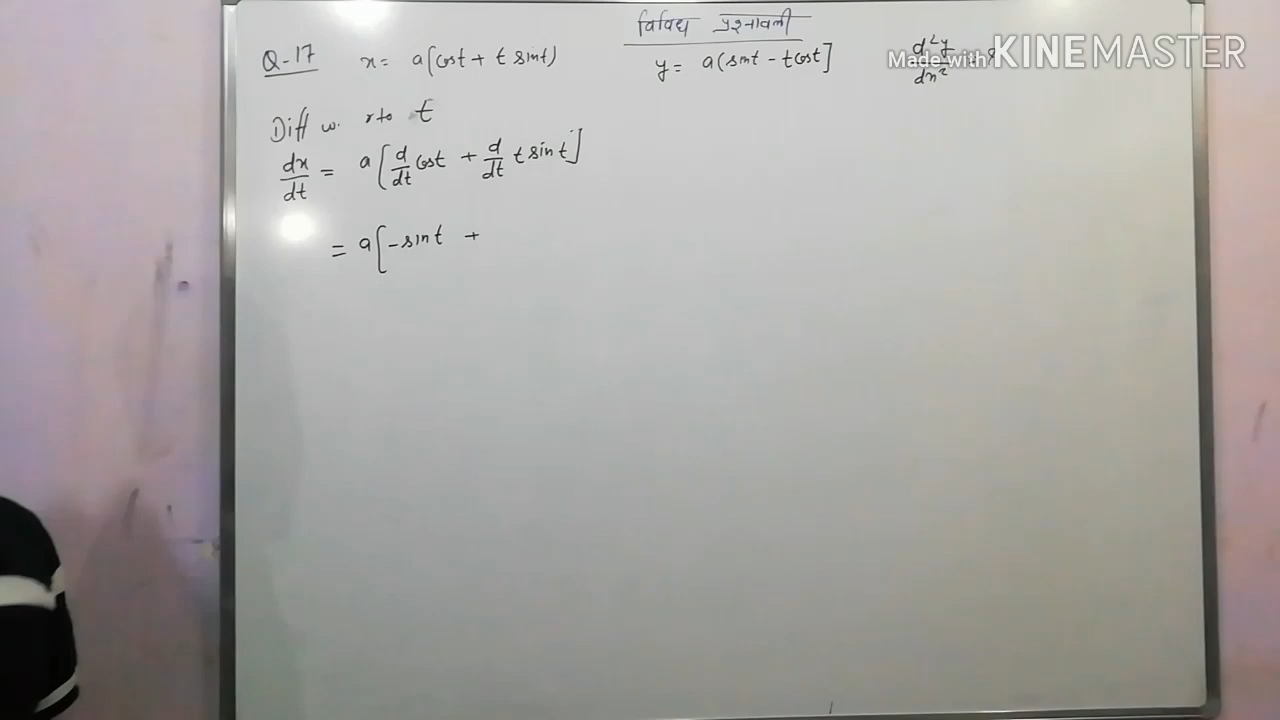 विविध प्रश्नावली
Q-17 x = a(cost + t sint) y = a(sint - tcost] d²y/dx²
Made with KINEMASTER
Diff w. r to t
dx/dt = a[d/dt cost + d/dt t sint]
= a[-sint +